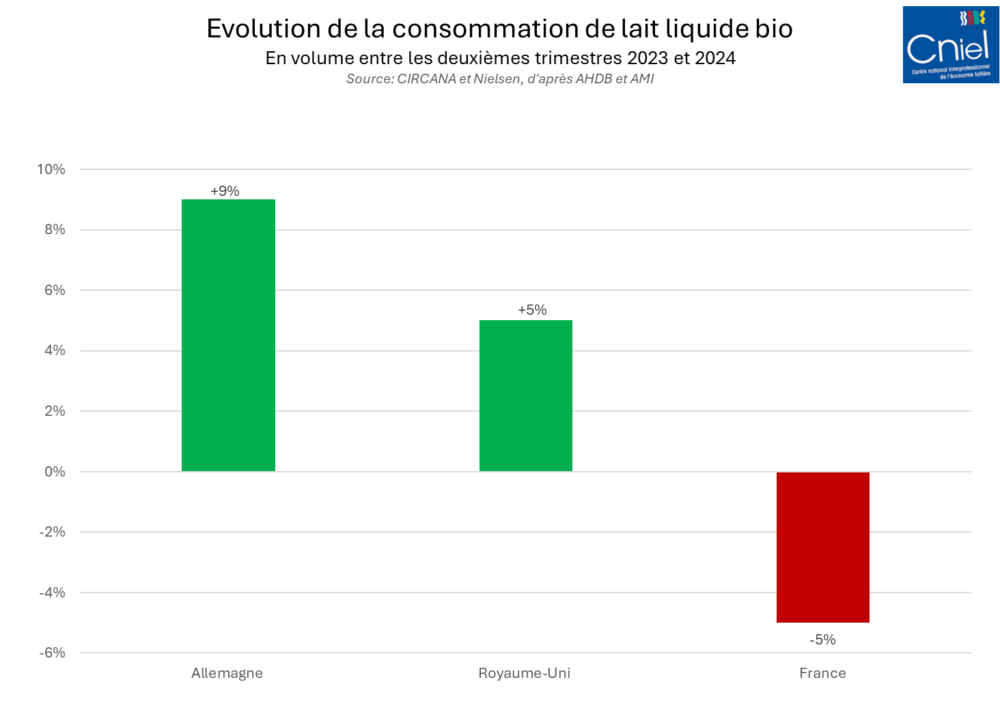 Evolution de la consommation de lait liquide bio
En volume entre les deuxièmes trimestres 2023 et 2024
Source: CIRCANA et Nielsen, d'après AHDB et AMI
Cniel
Centre national interprofessionnel
de l'économie laitière
10%
8%
6%
4%
2%
0%
-2%
-4%
-6%
+9%
+5%
-5%
Allemagne
Royaume-Uni
France